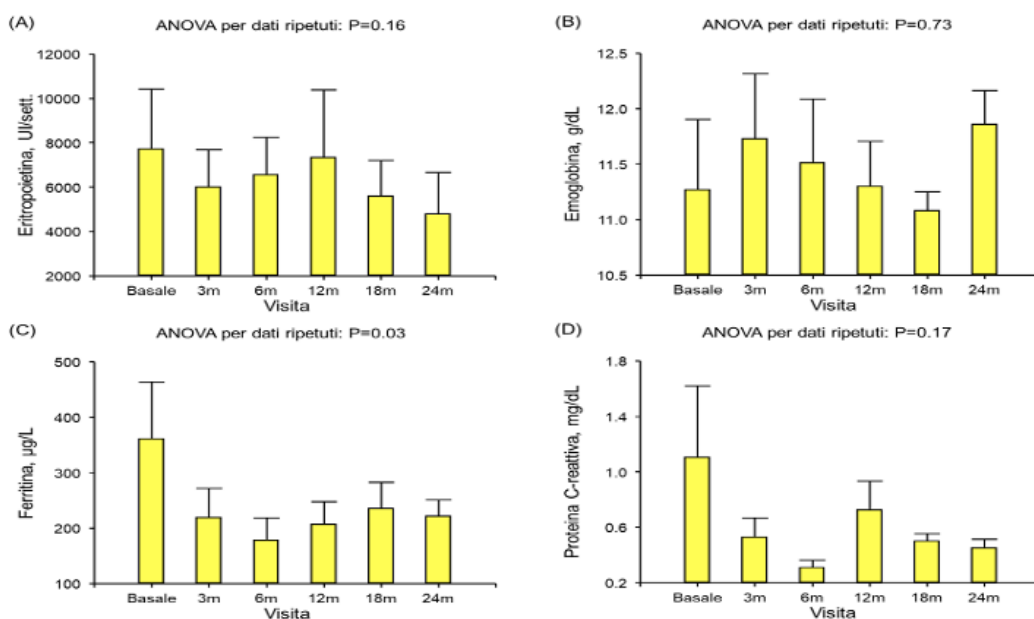 (A) ANOVA per dati ripetuti: P=0.16
12000
10000
8000
6000
4000
2000
Eritropoietina, UI/sett.
Basale 3m 6m 12m 18m 24m
Visita
(B) ANOVA per dati ripetuti: P=0.73
12.5
12.0
11.5
11.0
10.5
Emoglobina, g/dL
Basale 3m 6m 12m 18m 24m
Visita
(C) ANOVA per dati ripetuti: P=0.03
500
400
300
200
100
Ferritina, µg/L
Basale 3m 6m 12m 18m 24m
Visita
(D) ANOVA per dati ripetuti: P=0.17
1.8
1.4
1.0
0.6
0.2
Proteina C-reattiva, mg/dL
Basale 3m 6m 12m 18m 24m
Visita